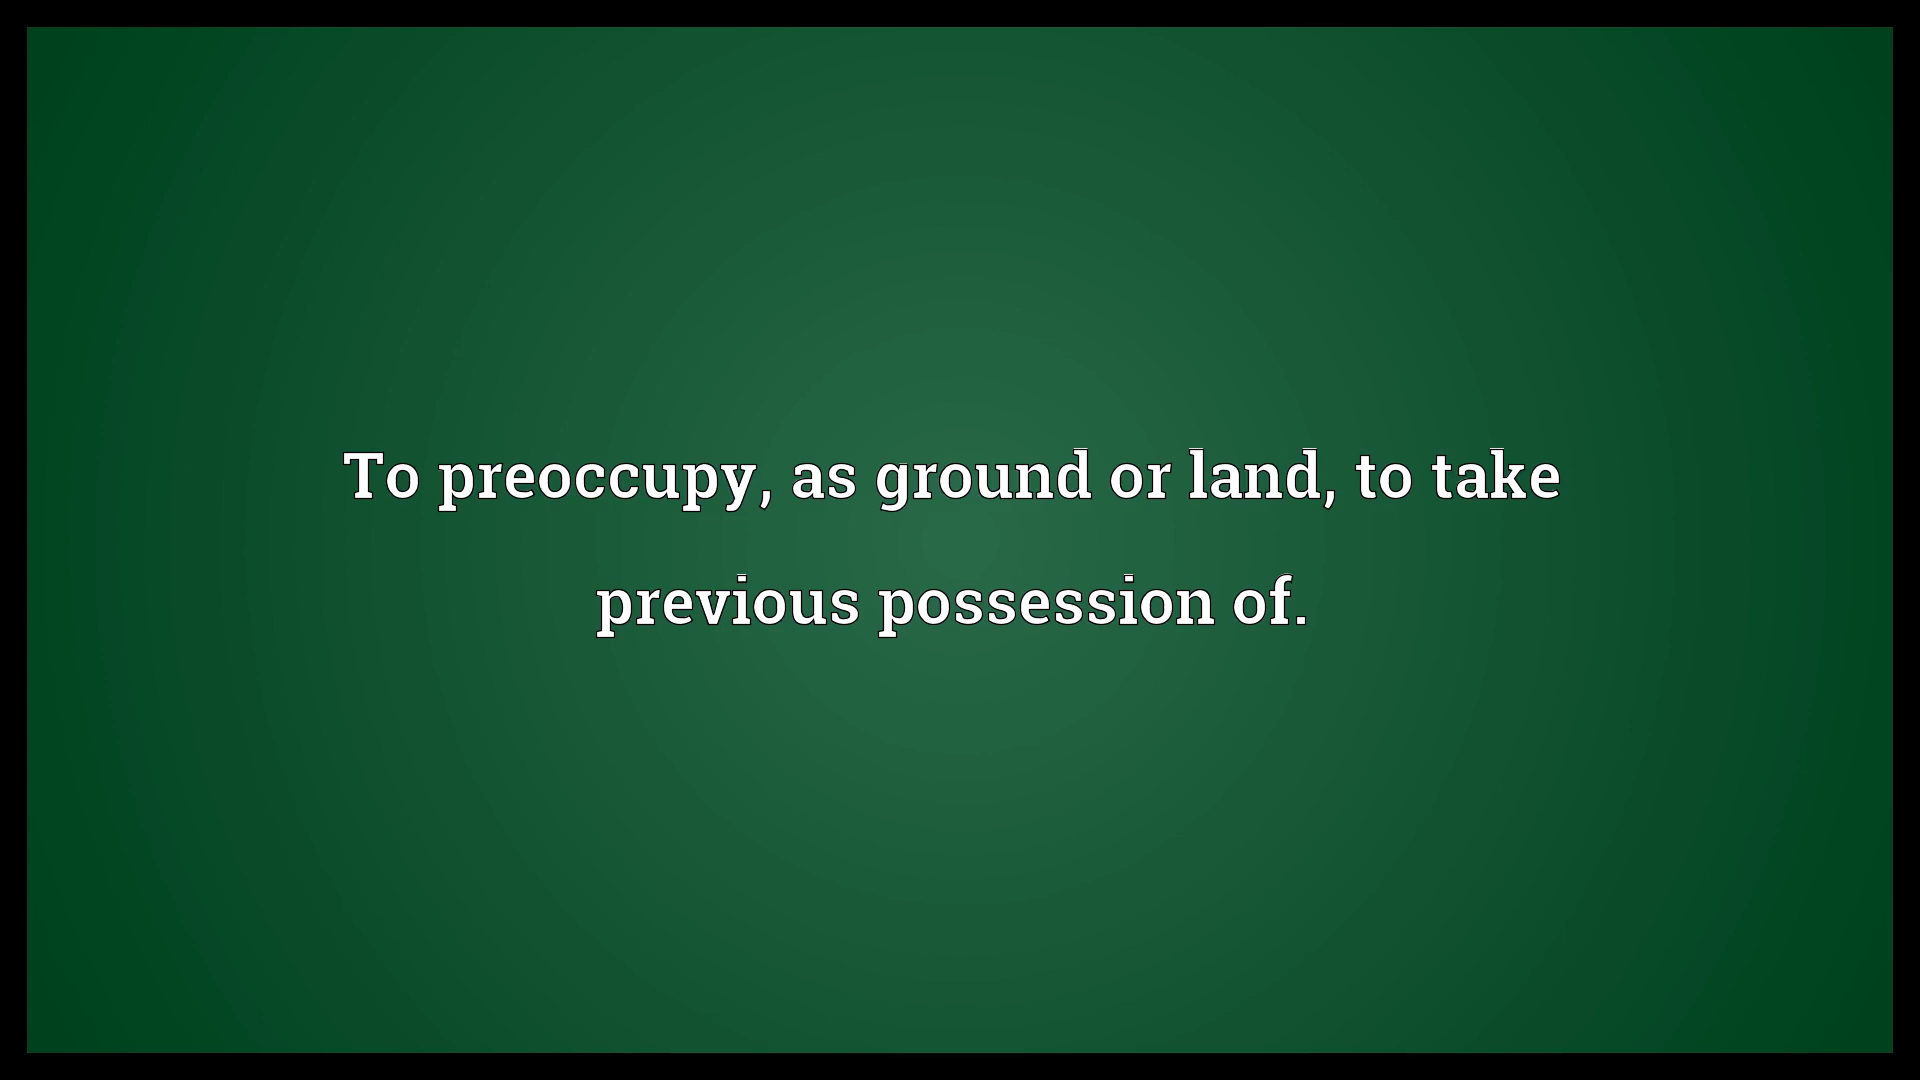 To preoccupy, as ground or land, to take
previous possession of.